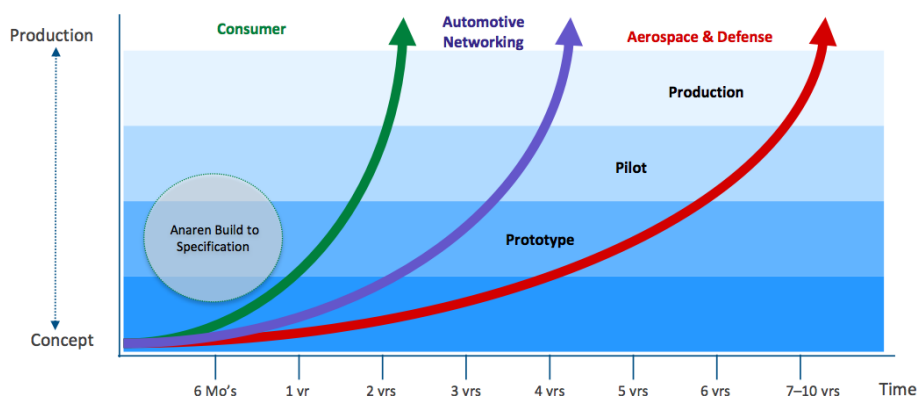 Production
Consumer
Automotive
Networking
Aerospace & Defense
Production
Pilot
Anaren Build to
Specification
Prototype
Concept
6 Mo's
1 yr
2 yrs
3 yrs
4 yrs
5 yrs
6 yrs
7–10 yrs
Time